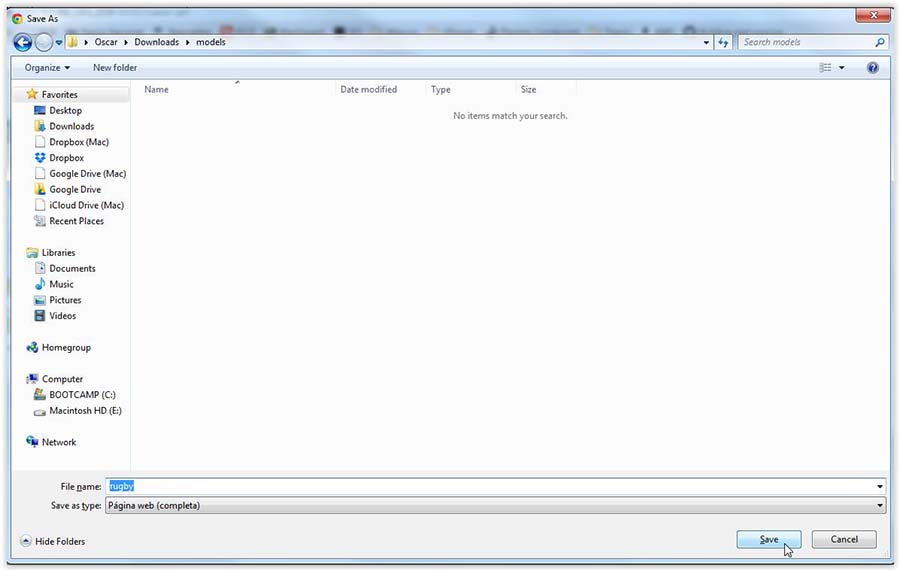 Save As
Oscar Downloads models
Search models
Organize New folder
Name Date modified Type Size
No items match your search.
Favorites
Desktop
Downloads
Dropbox (Mac)
Dropbox
Google Drive (Mac)
Google Drive
iCloud Drive (Mac)
Recent Places
Libraries
Documents
Music
Pictures
Videos
Homegroup
Computer
BOOTCAMP (C:)
Macintosh HD (E:)
Network
File name: rugby
Save as type: Página web (completa)
Hide Folders
Save Cancel